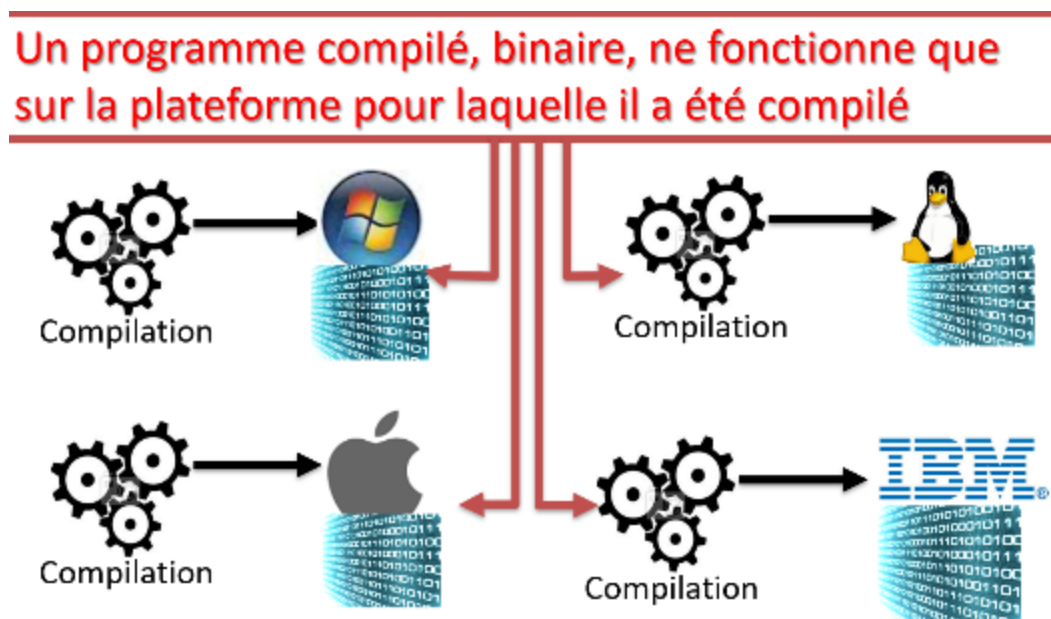 Un programme compilé, binaire, ne fonctionne que
sur la plateforme pour laquelle il a été compilé
Compilation
Compilation
IBM®
Compilation
Compilation